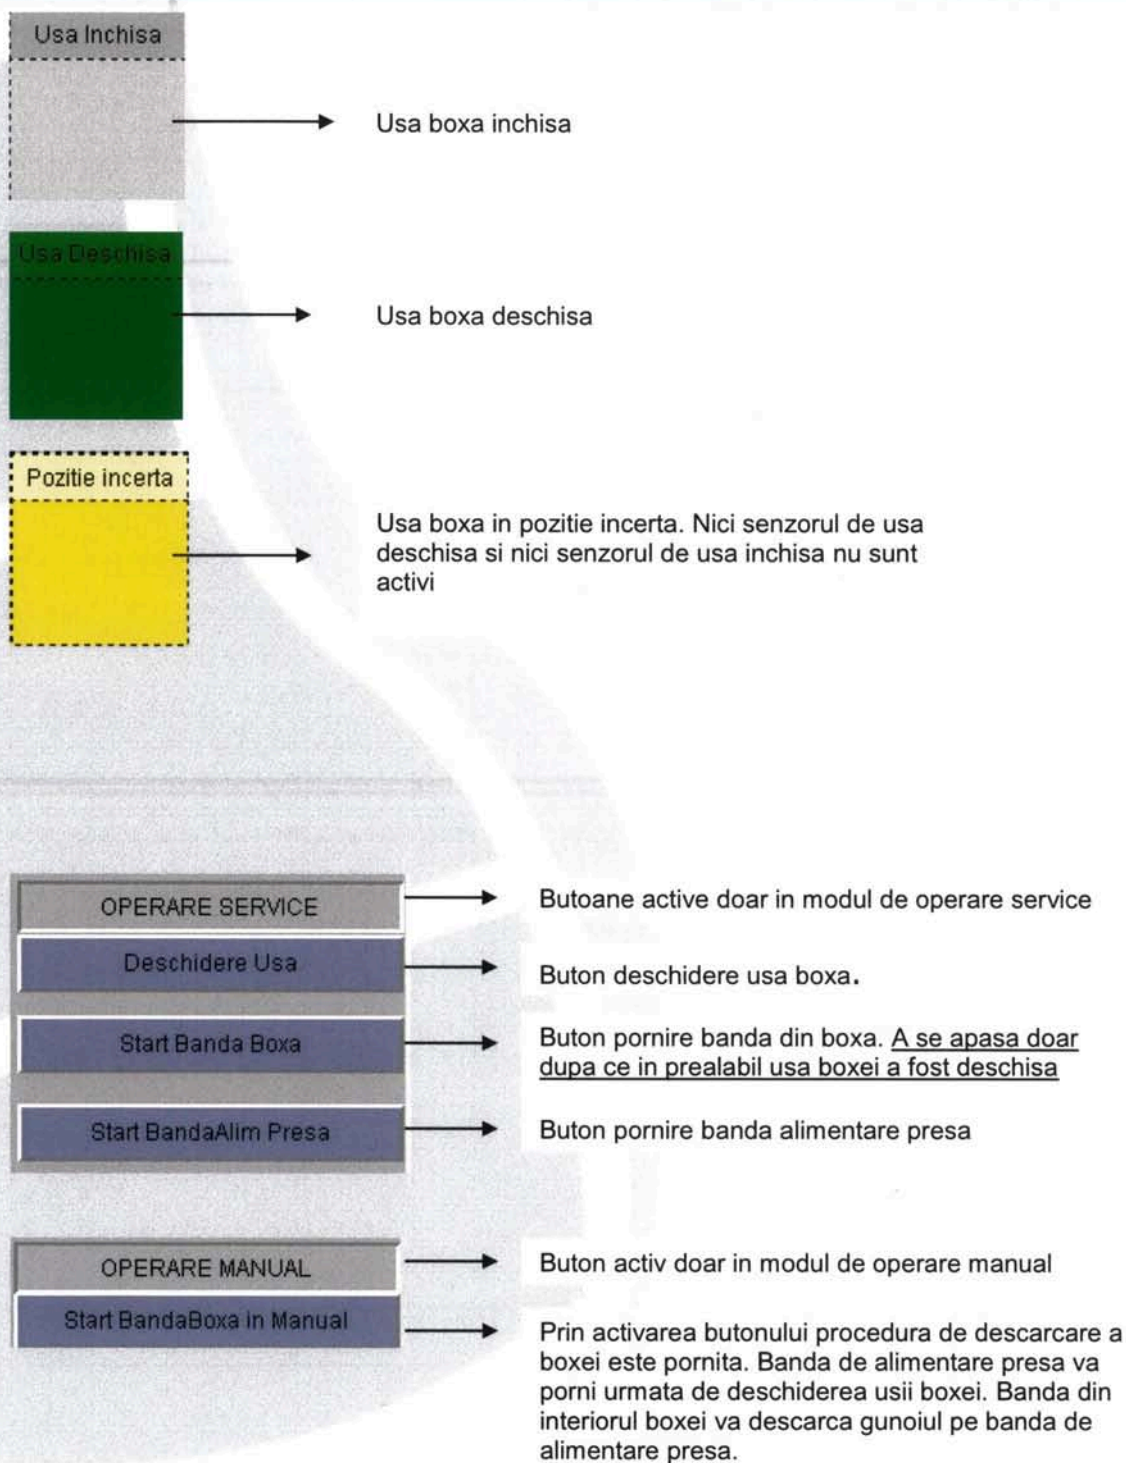 Usa Inchisa
Usa boxa inchisa
Usa Deschisa
Usa boxa deschisa
Pozitie incerta
Usa boxa in pozitie incerta. Nici senzorul de usa
deschisa si nici senzorul de usa inchisa nu sunt
activi
OPERARE SERVICE
Butoane active doar in modul de operare service
Deschidere Usa
Buton deschidere usa boxa.
Start Banda Boxa
Buton pornire banda din boxa. A se apasa doar
dupa ce in prealabil usa boxei a fost deschisa
Start BandaAlim Presa
Buton pornire banda alimentare presa
OPERARE MANUAL
Buton activ doar in modul de operare manual
Start BandaBoxa in Manual
Prin activarea butonului procedura de descarcare a
boxei este pornita. Banda de alimentare presa va
porni urmata de deschiderea usii boxei. Banda din
interiorul boxei va descarca gunoiul pe banda de
alimentare presa.